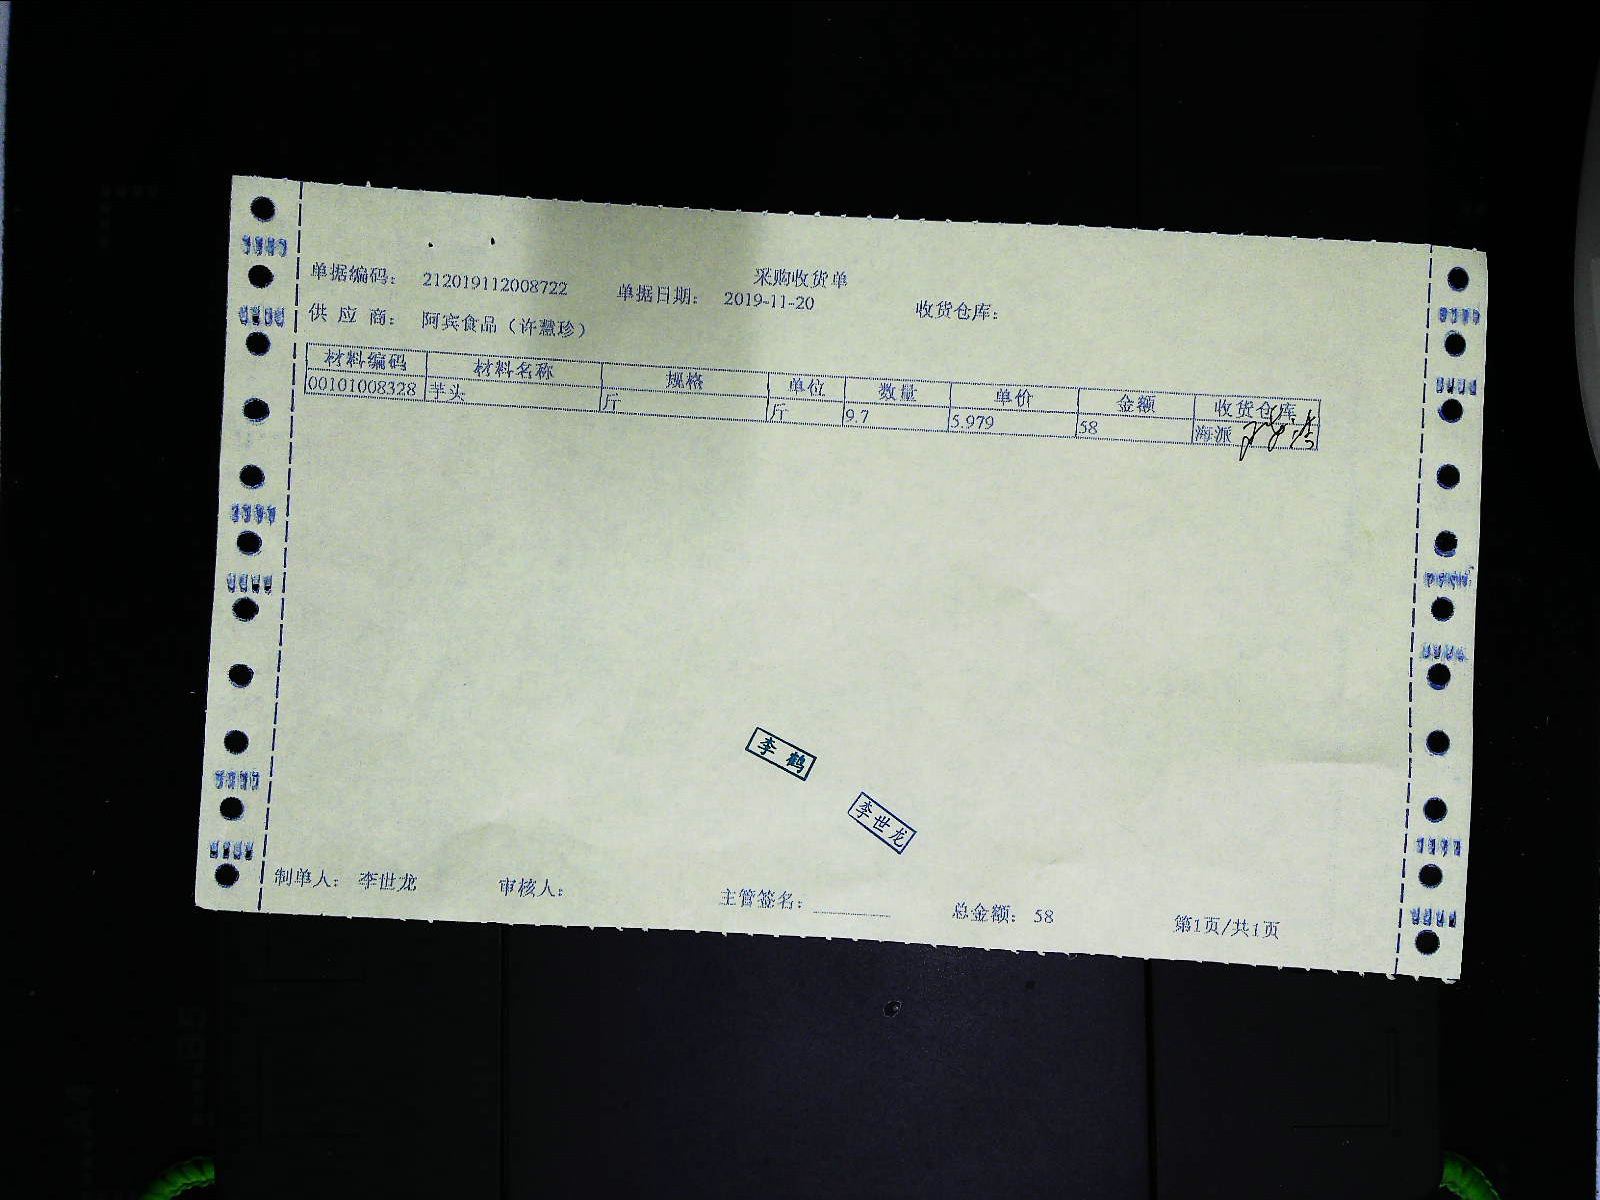 采购收货单
单据编码： 212019112008722 单据日期： 2019-11-20 收货仓库：
供 应 商： 阿宾食品（许慧珍）
材料编码 材料名称 规格 单位 数量 单价 金额 收货仓库
00101008328 芋头 斤 斤 9.7 5.979 58 海派
李鹤
李世龙
制单人： 李世龙 审核人： 主管签名： 总金额： 58 第1页/共1页